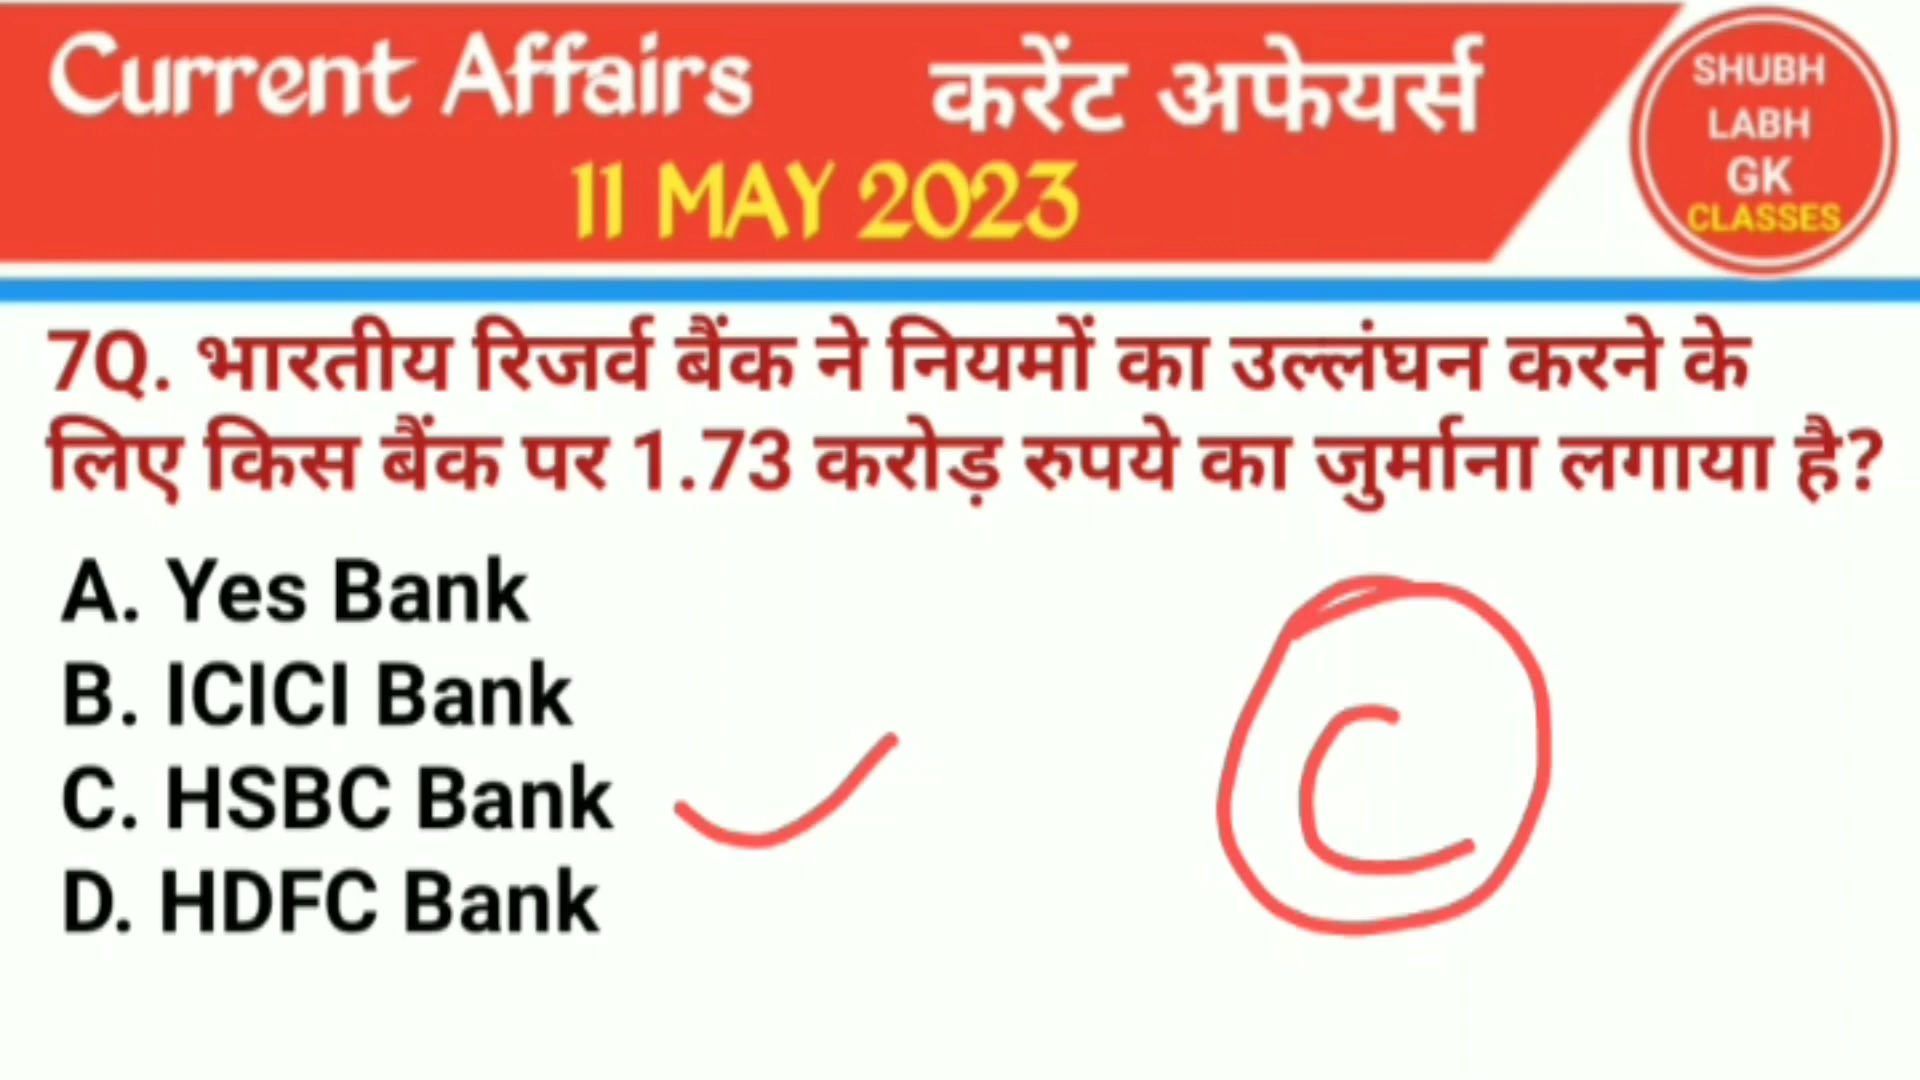 Current Affairs करेंट अफेयर्स
11 MAY 2023
SHUBH
LABH
GK
CLASSES
7Q. भारतीय रिजर्व बैंक ने नियमों का उल्लंघन करने के
लिए किस बैंक पर 1.73 करोड़ रुपये का जुर्माना लगाया है?
A. Yes Bank
B. ICICI Bank
C. HSBC Bank
D. HDFC Bank
C